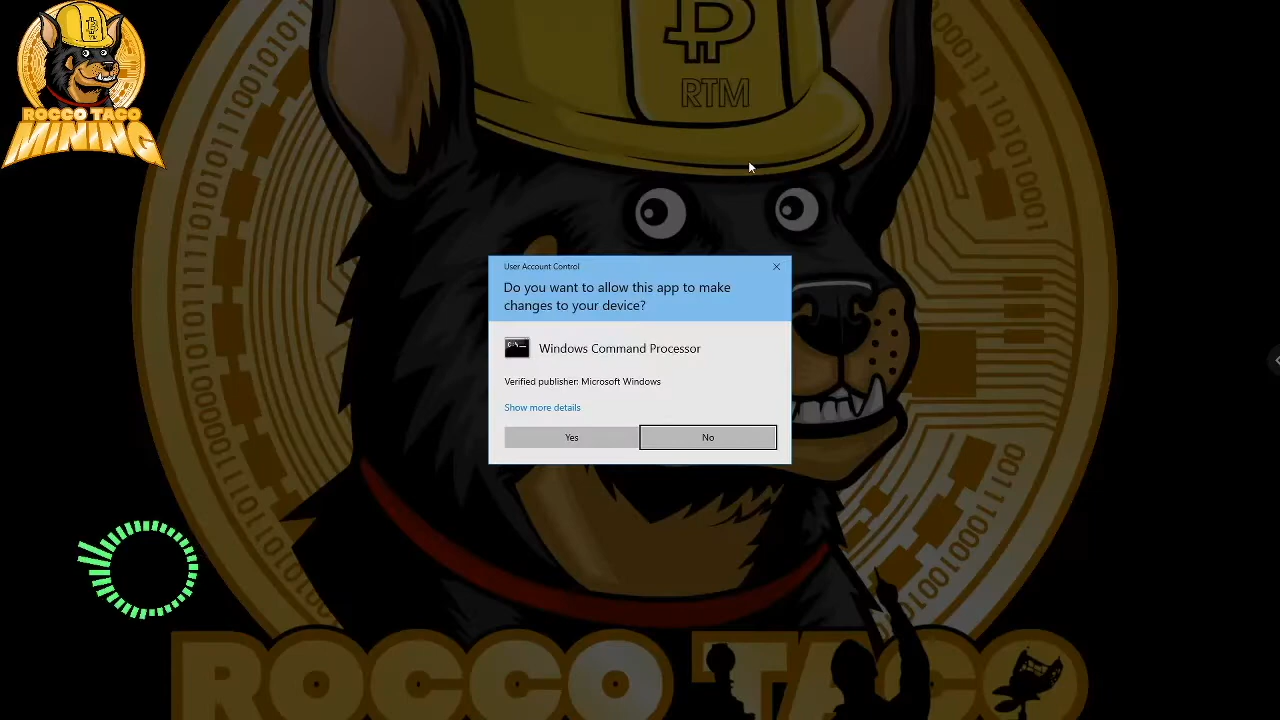 ROCCO TACO
MINING
RTM
User Account Control
Do you want to allow this app to make
changes to your device?
Windows Command Processor
Verified publisher: Microsoft Windows
Show more details
Yes
No
ROCCO TACO